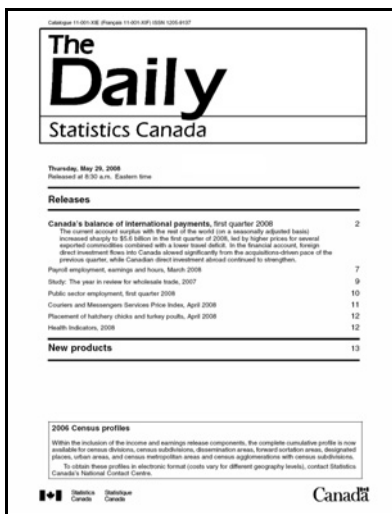 Catalogue 11-001-XIE (Français 11-001-XIF) ISSN 1205-9137
The
Daily
Statistics Canada
Thursday, May 29, 2008
Released at 8:30 a.m. Eastern time
Releases
Canada's balance of international payments, first quarter 2008 2
The current account surplus with the rest of the world (on a seasonally adjusted basis)
increased sharply to $5.6 billion in the first quarter of 2008, led by higher prices for several
exported commodities combined with a lower travel deficit. In the financial account, foreign
direct investment flows into Canada slowed significantly from the acquisitions-driven pace of the
previous quarter, while Canadian direct investment abroad continued to strengthen.
Payroll employment, earnings and hours, March 2008 7
Study: The year in review for wholesale trade, 2007 9
Public sector employment, first quarter 2008 10
Couriers and Messengers Services Price Index, April 2008 11
Placement of hatchery chicks and turkey poults, April 2008 12
Health Indicators, 2008 12
New products 13
2006 Census profiles
Within the inclusion of the income and earnings release components, the complete cumulative profile is now
available for census divisions, census subdivisions, dissemination areas, forward sortation areas, designated
places, urban areas, and census metropolitan areas and census agglomerations with census subdivisions.
To obtain these profiles in electronic format (costs vary for different geography levels), contact Statistics
Canada's National Contact Centre.
Statistics Statistique
Canada Canada
Canada